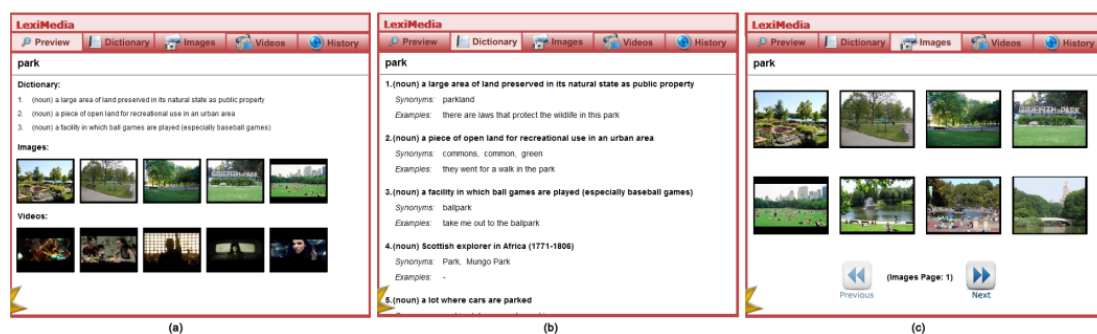 LexiMedia
Preview Dictionary Images Videos History
park
Dictionary:
1. (noun) a large area of land preserved in its natural state as public property
2. (noun) a piece of open land for recreational use in an urban area
3. (noun) a facility in which ball games are played (especially baseball games)
Images:
GRIFFITH PARK
Videos:
(a)
LexiMedia
Preview Dictionary Images Videos History
park
1.(noun) a large area of land preserved in its natural state as public property
Synonyms: parkland
Examples: there are laws that protect the wildlife in this park
2.(noun) a piece of open land for recreational use in an urban area
Synonyms: commons, common, green
Examples: they went for a walk in the park
3.(noun) a facility in which ball games are played (especially baseball games)
Synonyms: ballpark
Examples: take me out to the ballpark
4.(noun) Scottish explorer in Africa (1771-1806)
Synonyms: Park, Mungo Park
Examples: -
5.(noun) a lot where cars are parked
(b)
LexiMedia
Preview Dictionary Images Videos History
park
GRIFFITH PARK
Previous (Images Page: 1) Next
(c)